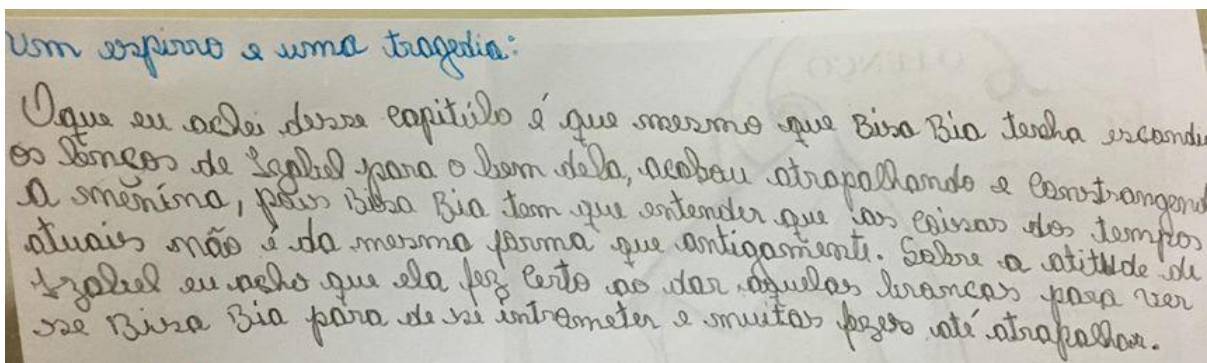 Um espirro e uma tragedia:
O que eu achei desse capitúlo é que mesmo que Bisa Bia tenha escondi
os lenços de Izabel para o bem dela, acabou atrapalhando e constrangend
a menina, pois Bisa Bia tem que entender que as coisas dos tempos
atuais não é da mesma forma que antigamente. Sobre a atitude de
Izabel eu acho que ela fez certo ao dar aquelas broncas para ver
se Bisa Bia para de se intrometer e muitas vezes até atrapalhar.